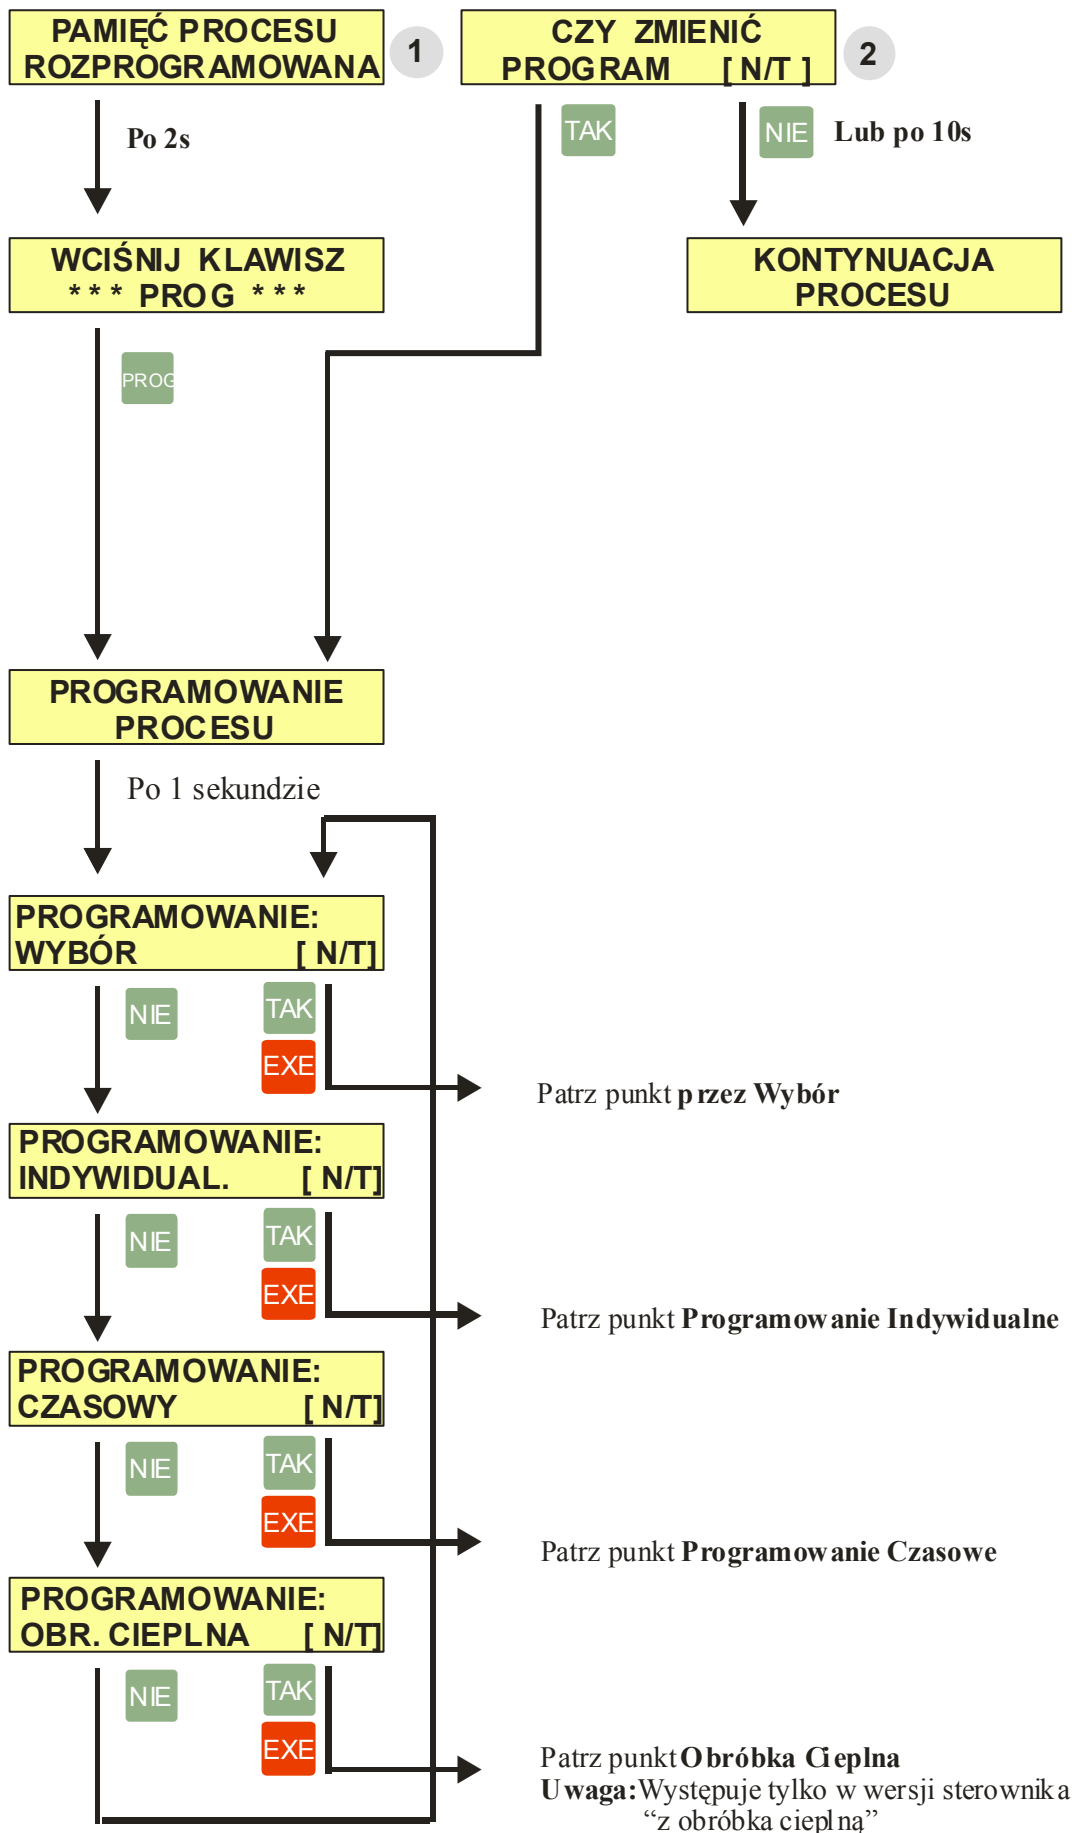 PAMIĘĆ PROCESU
ROZPROGRAMOWANA
1
CZY ZMIENIĆ
PROGRAM [ N/T ]
2
Po 2s
TAK
NIE
Lub po 10s
WCIŚNIJ KLAWISZ
* * * PROG * * *
KONTYNUACJA
PROCESU
PROG
PROGRAMOWANIE
PROCESU
Po 1 sekundzie
PROGRAMOWANIE:
WYBÓR [ N/T]
NIE
TAK
EXE
Patrz punkt przez Wybór
PROGRAMOWANIE:
INDYWIDUAL. [ N/T]
NIE
TAK
EXE
Patrz punkt Programowanie Indywidualne
PROGRAMOWANIE:
CZASOWY [ N/T]
NIE
TAK
EXE
Patrz punkt Programowanie Czasowe
PROGRAMOWANIE:
OBR. CIEPLNA [ N/T]
NIE
TAK
EXE
Patrz punkt Obróbka Cieplna
Uwaga:Występuje tylko w wersji sterownika
“z obróbka cieplną”